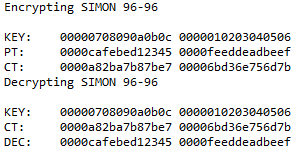 Encrypting SIMON 96-96
KEY: 00000708090a0b0c 0000010203040506
PT: 0000cafebed12345 0000feeddeadbeef
CT: 0000a82ba7b87be7 00006bd36e756d7b
Decrypting SIMON 96-96
KEY: 00000708090a0b0c 0000010203040506
CT: 0000a82ba7b87be7 00006bd36e756d7b
DEC: 0000cafebed12345 0000feeddeadbeef